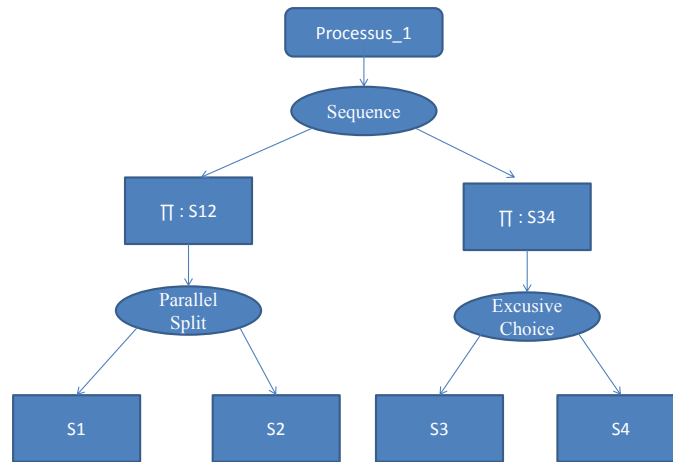 Processus_1
Sequence
∏ : S12
∏ : S34
Parallel
Split
Excusive
Choice
S1
S2
S3
S4